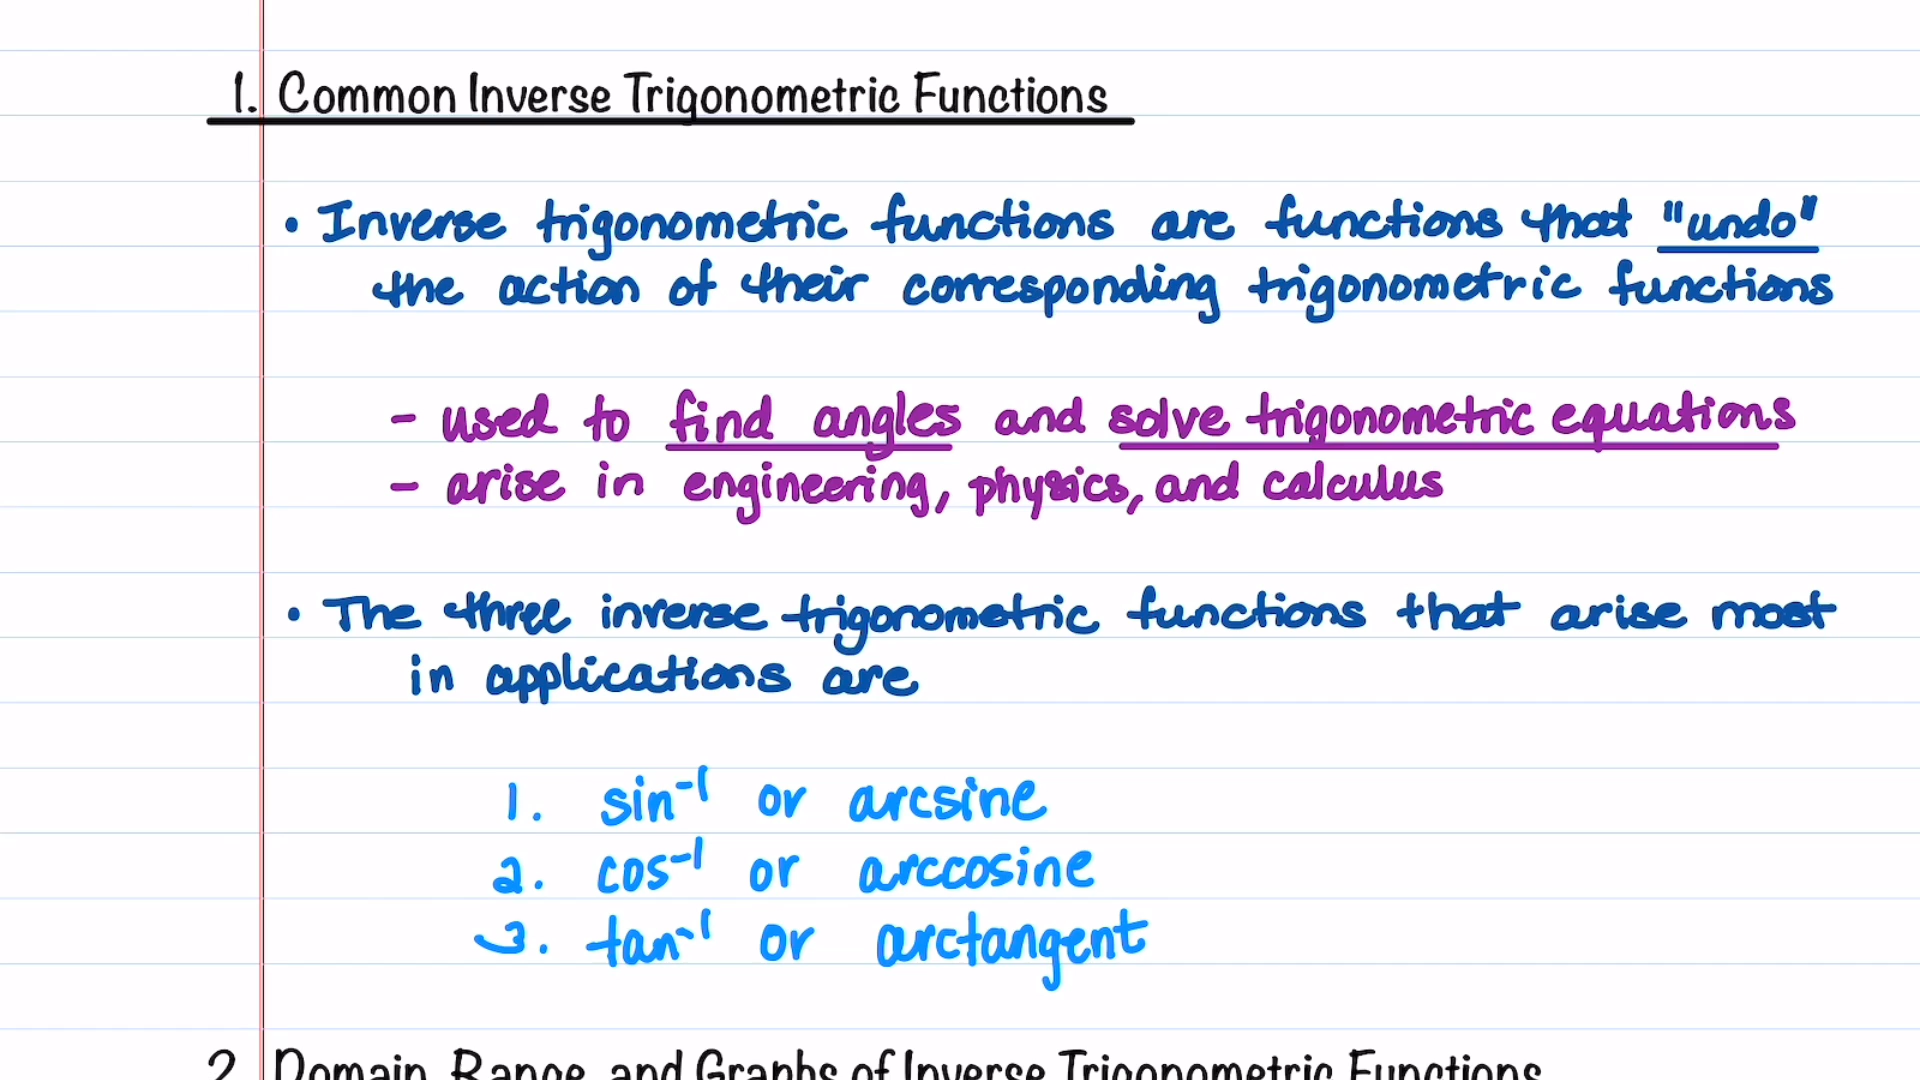 1. Common Inverse Trigonometric Functions
• Inverse trigonometric functions are functions that "undo"
the action of their corresponding trigonometric functions
- used to find angles and solve trigonometric equations
- arise in engineering, physics, and calculus
• The three inverse trigonometric functions that arise most
in applications are
1. sin⁻¹ or arcsine
2. cos⁻¹ or arccosine
3. tan⁻¹ or arctangent
2. Domain, Range, and Graphs of Inverse Trigonometric Functions